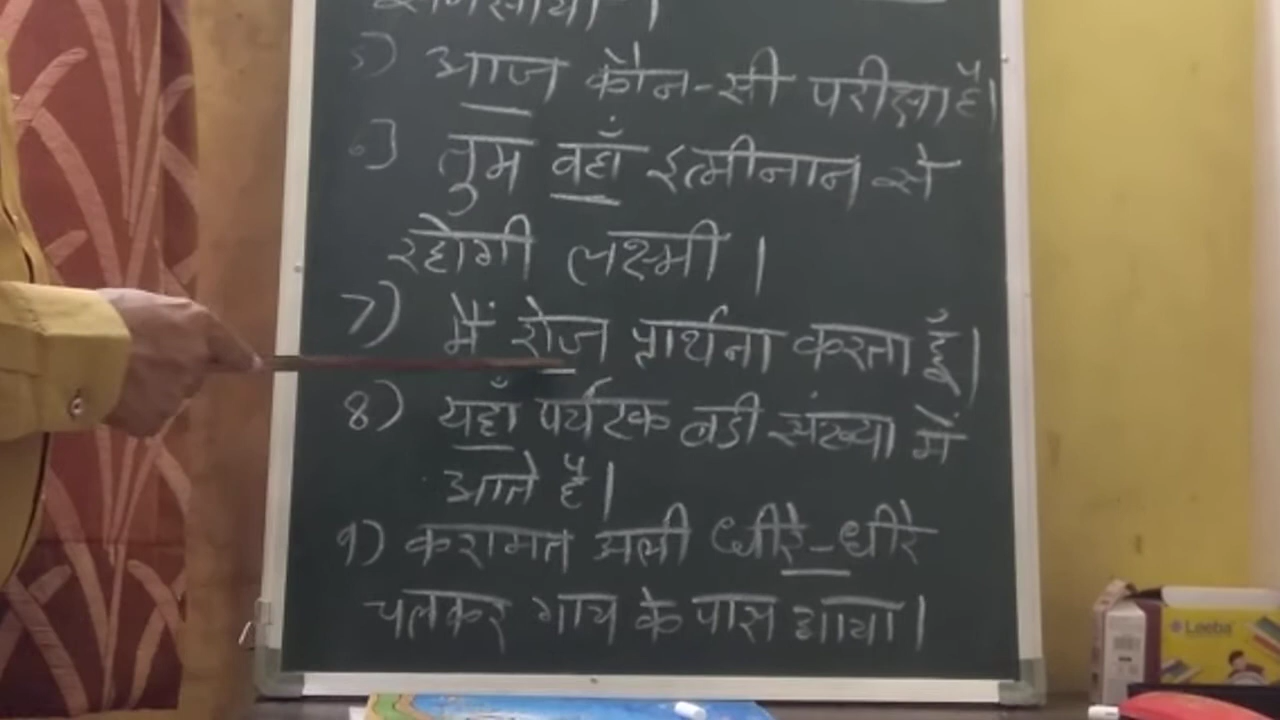 5) आज कौन-सी परीक्षा है।
6] तुम वहाँ इत्मीनान से
रहोगी लक्ष्मी।
7) मैं रोज प्रार्थना करता हूँ।
8) यहाँ पर्यटक बडी संख्या में
आते हैं।
9) करामत अली धीरे-धीरे
चलकर गाय के पास आया।
Leeba